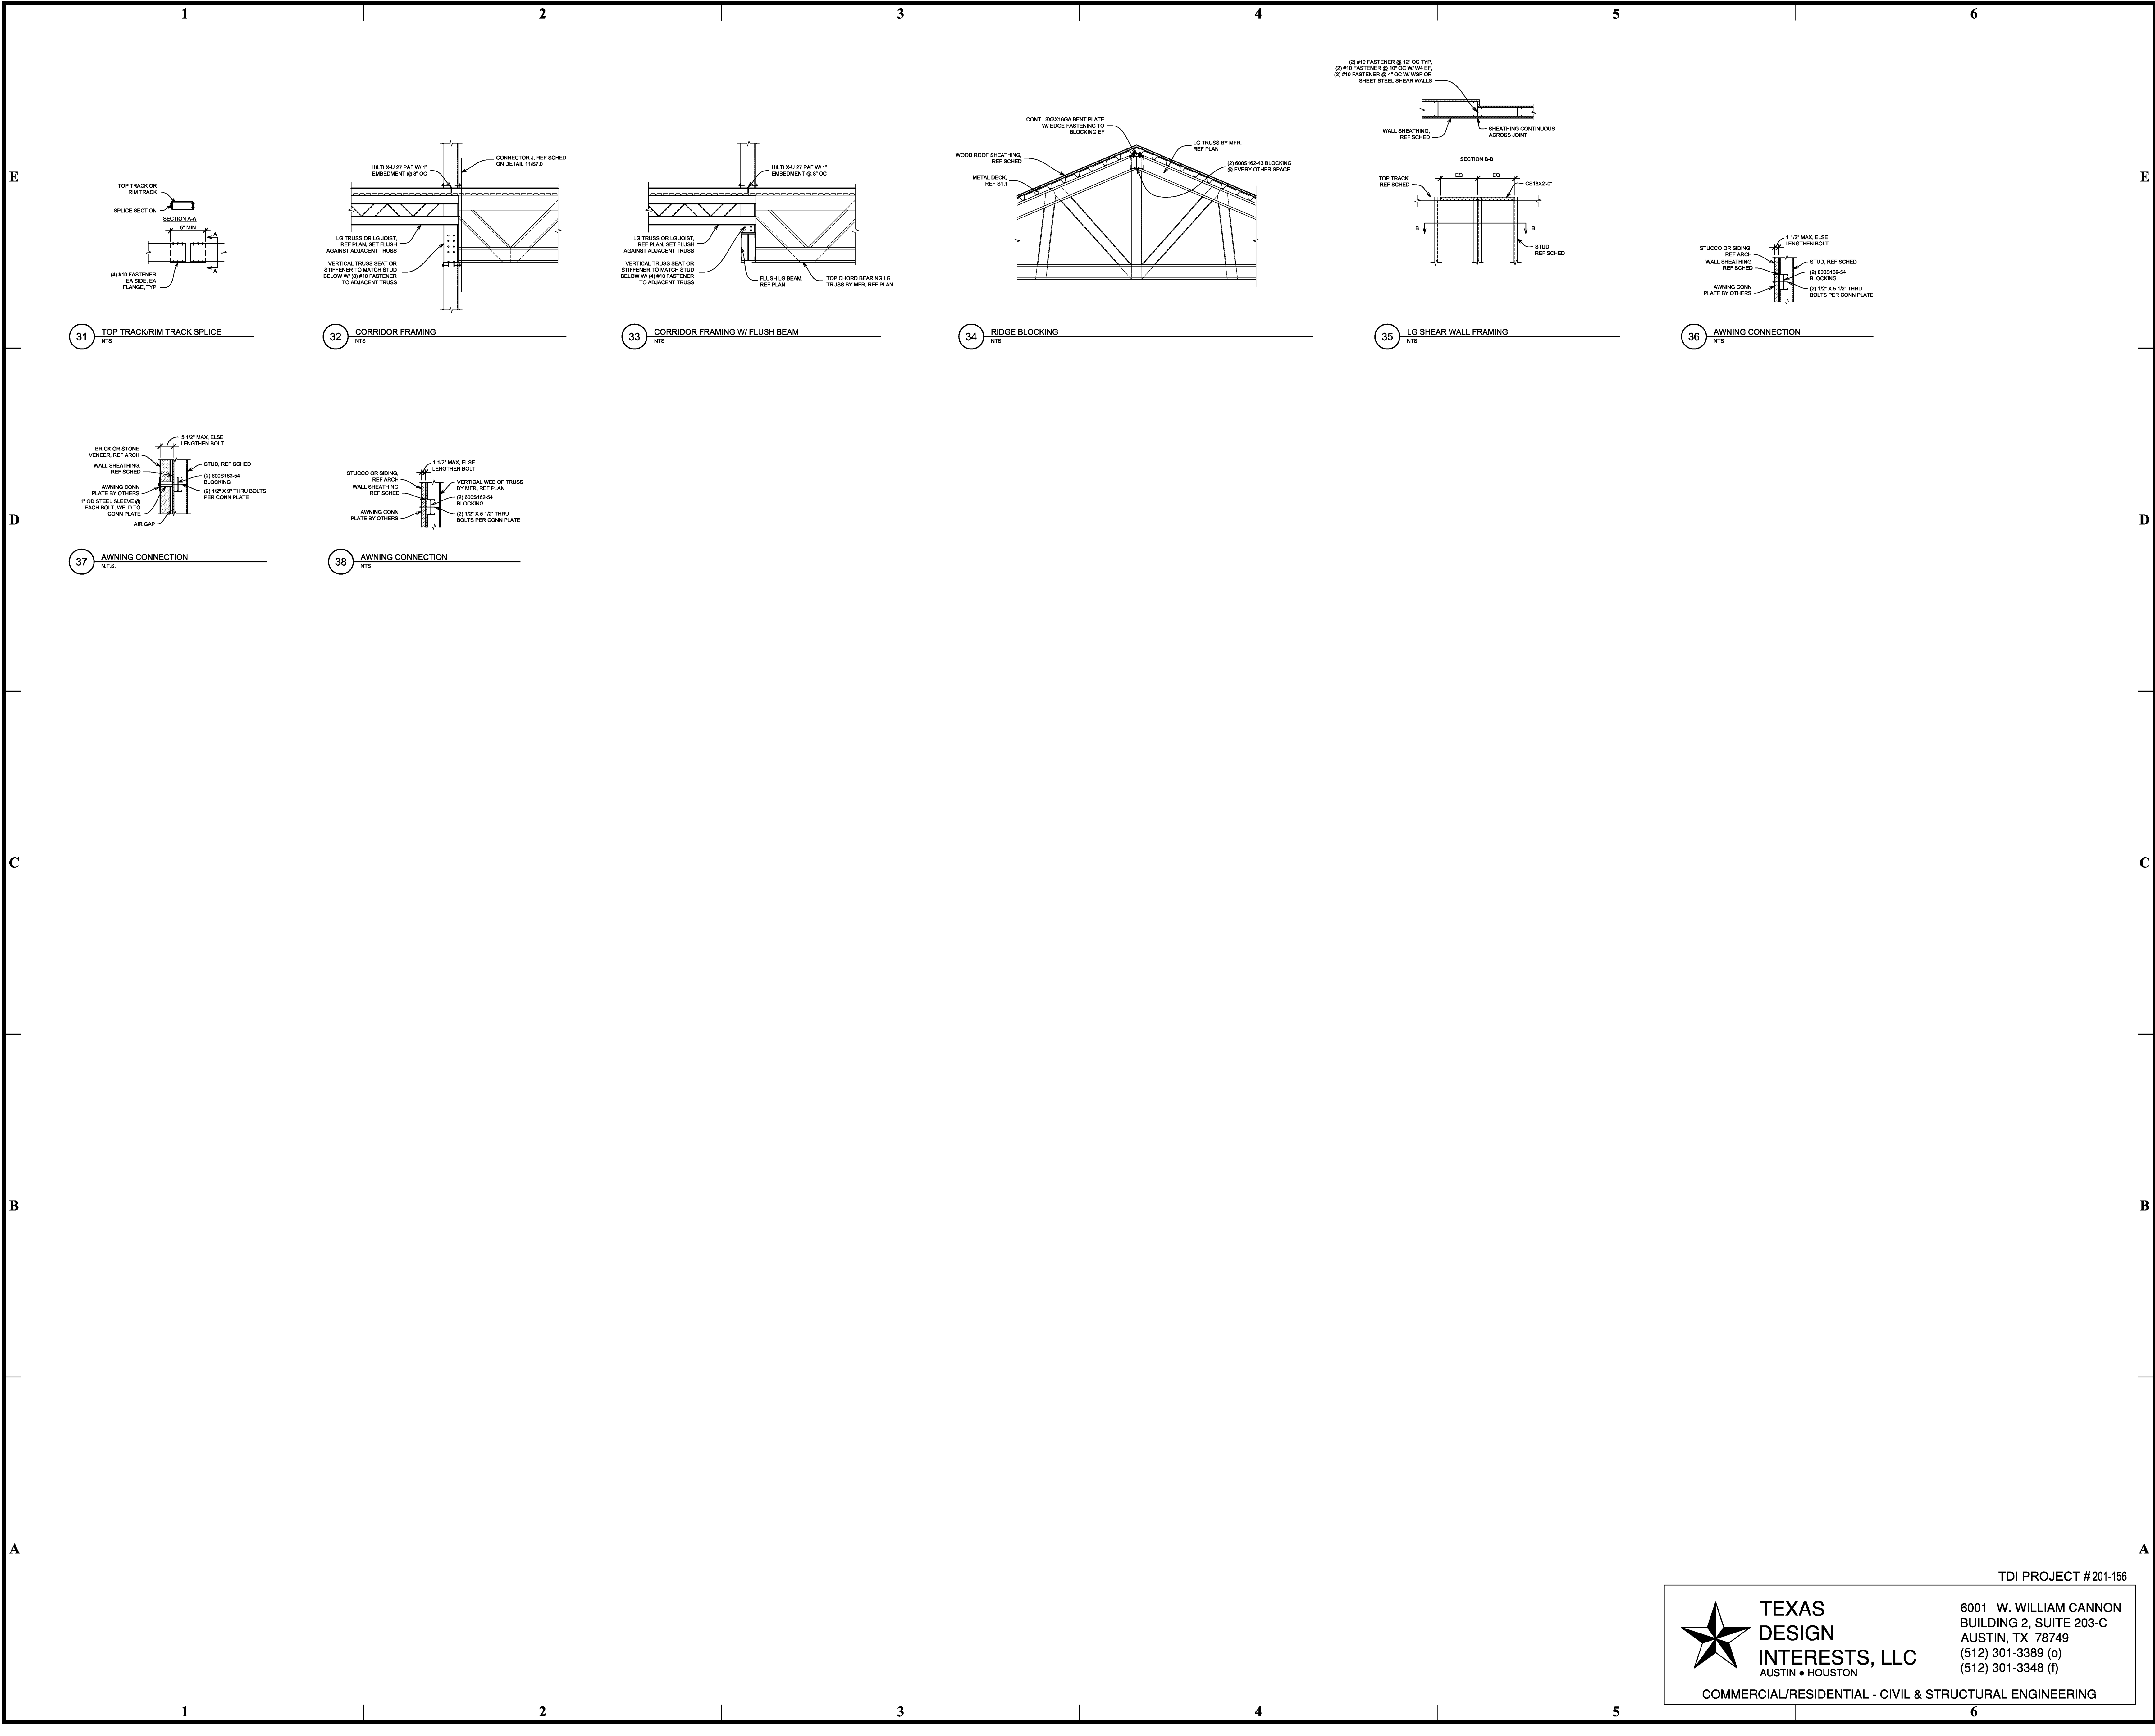 1 2 3 4 5 6
E E
TOP TRACK OR
RIM TRACK
SPLICE SECTION
SECTION A-A
6" MIN
A
A
(4) #10 FASTENER
EA SIDE, EA
FLANGE, TYP
31 TOP TRACK/RIM TRACK SPLICE
NTS
HILTI X-U 27 PAF W/ 1"
EMBEDMENT @ 8" OC
CONNECTOR J, REF SCHED
ON DETAIL 11/S7.0
LG TRUSS OR LG JOIST,
REF PLAN, SET FLUSH
AGAINST ADJACENT TRUSS
VERTICAL TRUSS SEAT OR
STIFFENER TO MATCH STUD
BELOW W/ (8) #10 FASTENER
TO ADJACENT TRUSS
32 CORRIDOR FRAMING
NTS
HILTI X-U 27 PAF W/ 1"
EMBEDMENT @ 8" OC
LG TRUSS OR LG JOIST,
REF PLAN, SET FLUSH
AGAINST ADJACENT TRUSS
VERTICAL TRUSS SEAT OR
STIFFENER TO MATCH STUD
BELOW W/ (4) #10 FASTENER
TO ADJACENT TRUSS
FLUSH LG BEAM,
REF PLAN
TOP CHORD BEARING LG
TRUSS BY MFR, REF PLAN
33 CORRIDOR FRAMING W/ FLUSH BEAM
NTS
CONT L3X3X16GA BENT PLATE
W/ EDGE FASTENING TO
BLOCKING EF
WOOD ROOF SHEATHING,
REF SCHED
METAL DECK,
REF S1.1
LG TRUSS BY MFR,
REF PLAN
(2) 600S162-43 BLOCKING
@ EVERY OTHER SPACE
34 RIDGE BLOCKING
NTS
(2) #10 FASTENER @ 12" OC TYP,
(2) #10 FASTENER @ 10" OC W/ W4 EF,
(2) #10 FASTENER @ 4" OC W/ WSP OR
SHEET STEEL SHEAR WALLS
WALL SHEATHING,
REF SCHED
SHEATHING CONTINUOUS
ACROSS JOINT
SECTION B-B
TOP TRACK,
REF SCHED
EQ EQ
CS18X2'-0"
B B
STUD,
REF SCHED
35 LG SHEAR WALL FRAMING
NTS
1 1/2" MAX, ELSE
LENGTHEN BOLT
STUCCO OR SIDING,
REF ARCH
WALL SHEATHING,
REF SCHED
AWNING CONN
PLATE BY OTHERS
STUD, REF SCHED
(2) 600S162-54
BLOCKING
(2) 1/2" X 5 1/2" THRU
BOLTS PER CONN PLATE
36 AWNING CONNECTION
NTS
D D
5 1/2" MAX, ELSE
LENGTHEN BOLT
BRICK OR STONE
VENEER, REF ARCH
WALL SHEATHING,
REF SCHED
AWNING CONN
PLATE BY OTHERS
1" OD STEEL SLEEVE @
EACH BOLT, WELD TO
CONN PLATE
AIR GAP
STUD, REF SCHED
(2) 600S162-54
BLOCKING
(2) 1/2" X 9" THRU BOLTS
PER CONN PLATE
37 AWNING CONNECTION
N.T.S.
1 1/2" MAX, ELSE
LENGTHEN BOLT
STUCCO OR SIDING,
REF ARCH
WALL SHEATHING,
REF SCHED
AWNING CONN
PLATE BY OTHERS
VERTICAL WEB OF TRUSS
BY MFR, REF PLAN
(2) 600S162-54
BLOCKING
(2) 1/2" X 5 1/2" THRU
BOLTS PER CONN PLATE
38 AWNING CONNECTION
NTS
C C
B B
A A
TDI PROJECT # 201-156
TEXAS
DESIGN
INTERESTS, LLC
AUSTIN ● HOUSTON
6001 W. WILLIAM CANNON
BUILDING 2, SUITE 203-C
AUSTIN, TX 78749
(512) 301-3389 (o)
(512) 301-3348 (f)
COMMERCIAL/RESIDENTIAL - CIVIL & STRUCTURAL ENGINEERING
1 2 3 4 5 6